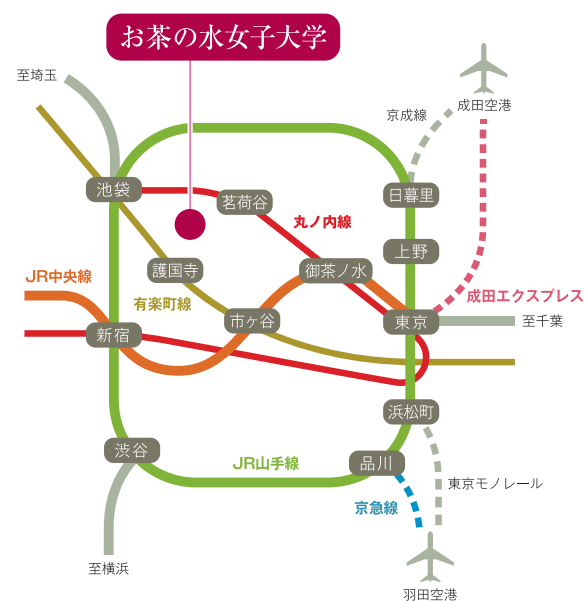 お茶の水女子大学
至埼玉
成田空港
京成線
池袋
茗荷谷
日暮里
丸ノ内線
上野
護国寺
御茶ノ水
JR中央線
有楽町線
成田エクスプレス
新宿
市ヶ谷
東京
至千葉
浜松町
渋谷
JR山手線
品川
東京モノレール
京急線
至横浜
羽田空港